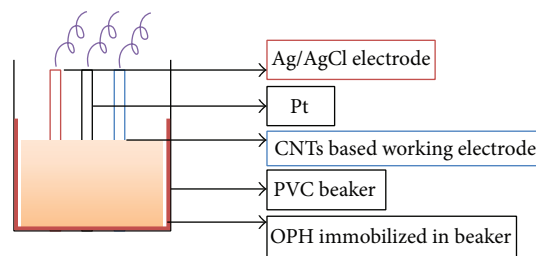 Ag/AgCl electrode
Pt
CNTs based working electrode
PVC beaker
OPH immobilized in beaker